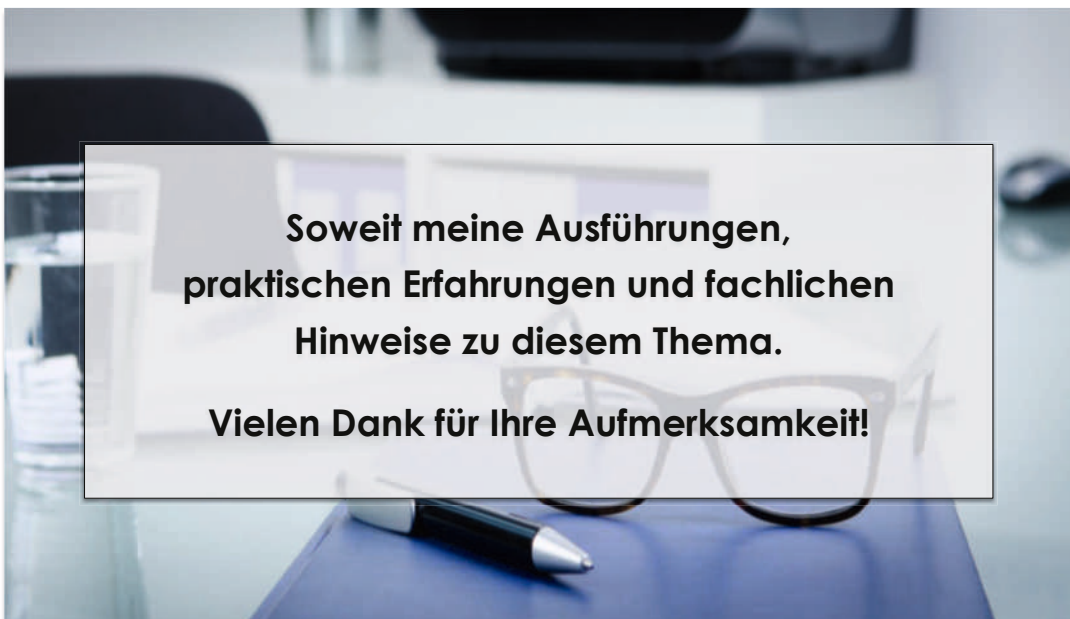 Soweit meine Ausführungen,
praktischen Erfahrungen und fachlichen
Hinweise zu diesem Thema.
Vielen Dank für Ihre Aufmerksamkeit!